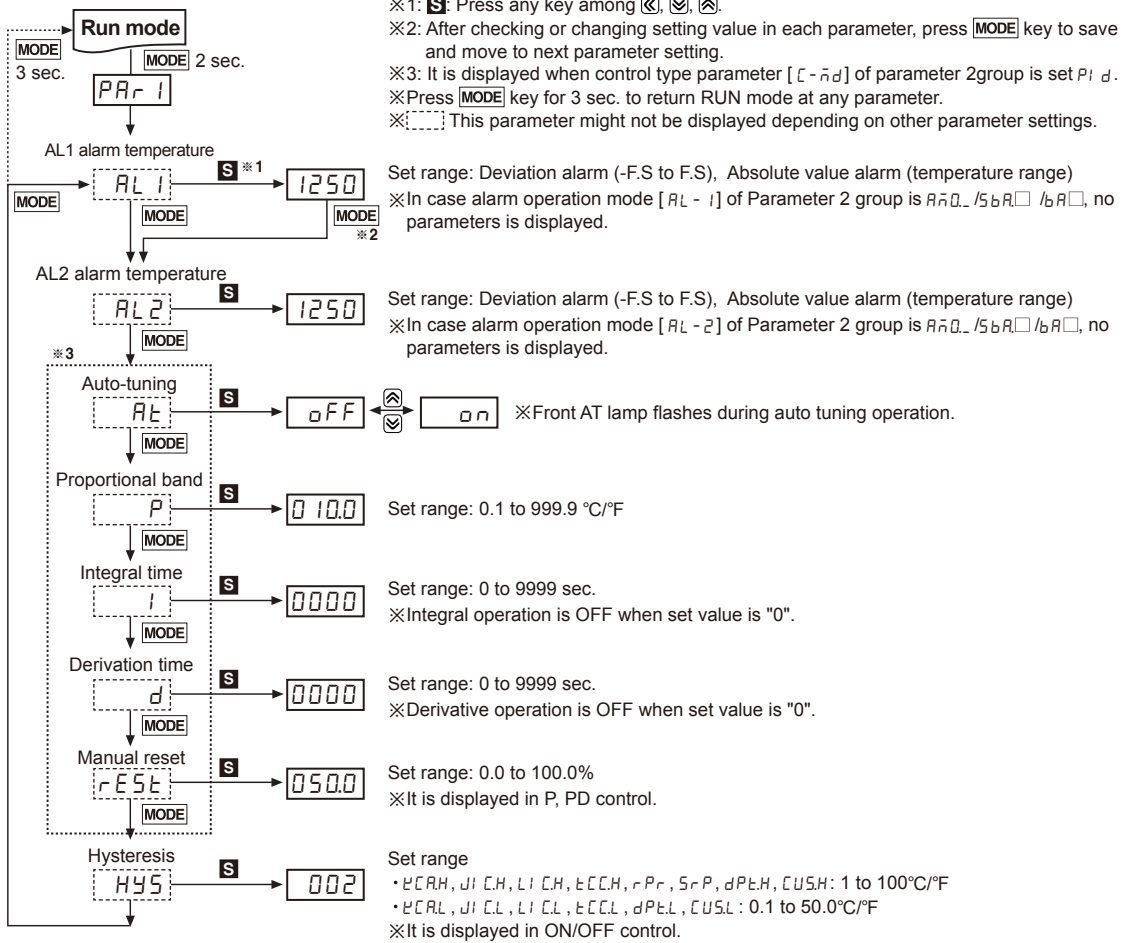 ※1: S: Press any key among «, ︾, ︽.
Run mode
※2: After checking or changing setting value in each parameter, press MODE key to save
and move to next parameter setting.
MODE
3 sec.
MODE 2 sec.
※3: It is displayed when control type parameter [C-ñd] of parameter 2group is set PI d.
PAr1
※Press MODE key for 3 sec. to return RUN mode at any parameter.
※[ ] This parameter might not be displayed depending on other parameter settings.
AL1 alarm temperature
AL1
S ※1
1250
Set range: Deviation alarm (-F.S to F.S), Absolute value alarm (temperature range)
※In case alarm operation mode [AL-1] of Parameter 2 group is Añ0._ /SbA.□ /bA□, no
parameters is displayed.
MODE
MODE
MODE
※2
AL2 alarm temperature
AL2
S
1250
Set range: Deviation alarm (-F.S to F.S), Absolute value alarm (temperature range)
※In case alarm operation mode [AL-2] of Parameter 2 group is Añ0._ /SbA.□ /bA□, no
parameters is displayed.
MODE
※3
Auto-tuning
At
S
oFF
on
※Front AT lamp flashes during auto tuning operation.
MODE
Proportional band
P
S
010.0
Set range: 0.1 to 999.9 ℃/℉
MODE
Integral time
I
S
0000
Set range: 0 to 9999 sec.
※Integral operation is OFF when set value is "0".
MODE
Derivation time
d
S
0000
Set range: 0 to 9999 sec.
※Derivative operation is OFF when set value is "0".
MODE
Manual reset
rESt
S
050.0
Set range: 0.0 to 100.0%
※It is displayed in P, PD control.
MODE
Hysteresis
HYS
S
002
Set range
•KCA.H, JIC.H, LIC.H, tCC.H, rPr, SrP, dPt.H, CUS.H: 1 to 100℃/℉
•KCA.L, JIC.L, LIC.L, tCC.L, dPt.L, CUS.L: 0.1 to 50.0℃/℉
※It is displayed in ON/OFF control.